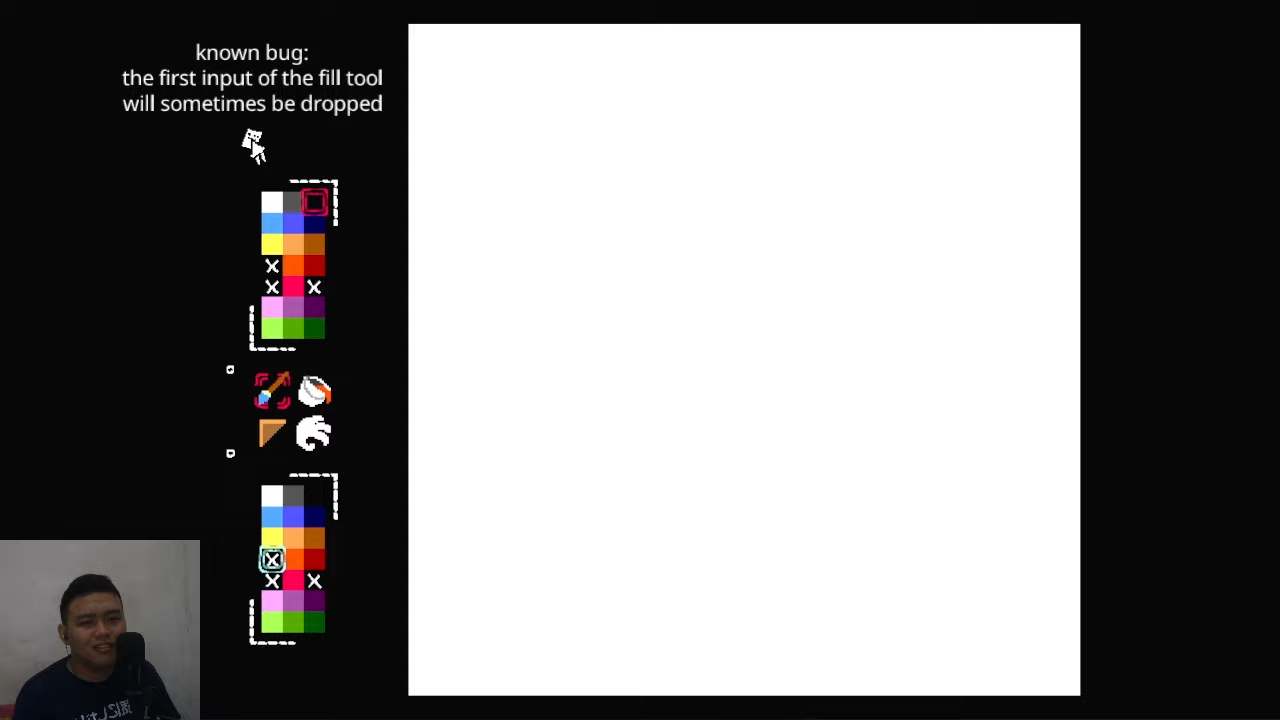 known bug:
the first input of the fill tool
will sometimes be dropped